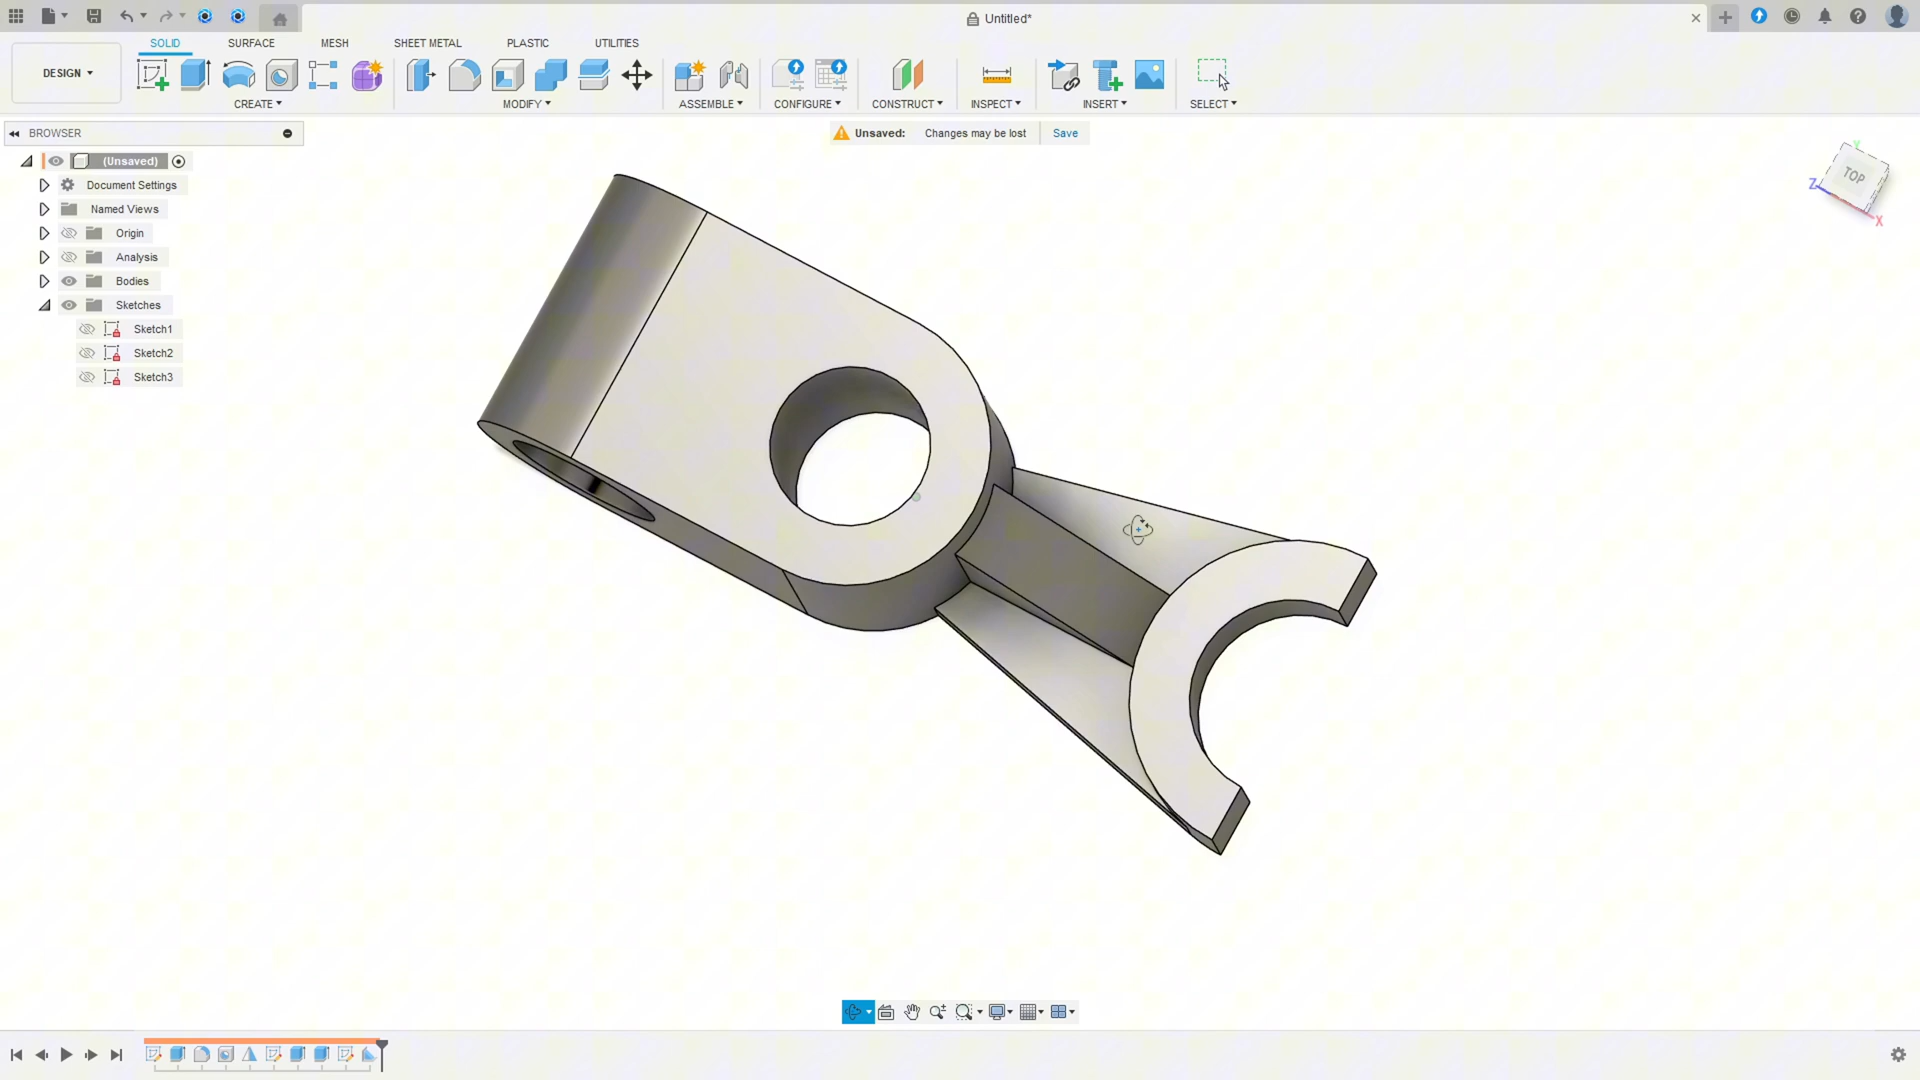 Untitled*
SOLID SURFACE MESH SHEET METAL PLASTIC UTILITIES
DESIGN
CREATE MODIFY ASSEMBLE CONFIGURE CONSTRUCT INSPECT INSERT SELECT
BROWSER
Unsaved: Changes may be lost Save
(Unsaved)
Document Settings
Named Views
Origin
Analysis
Bodies
Sketches
Sketch1
Sketch2
Sketch3
Y
TOP
Z
X